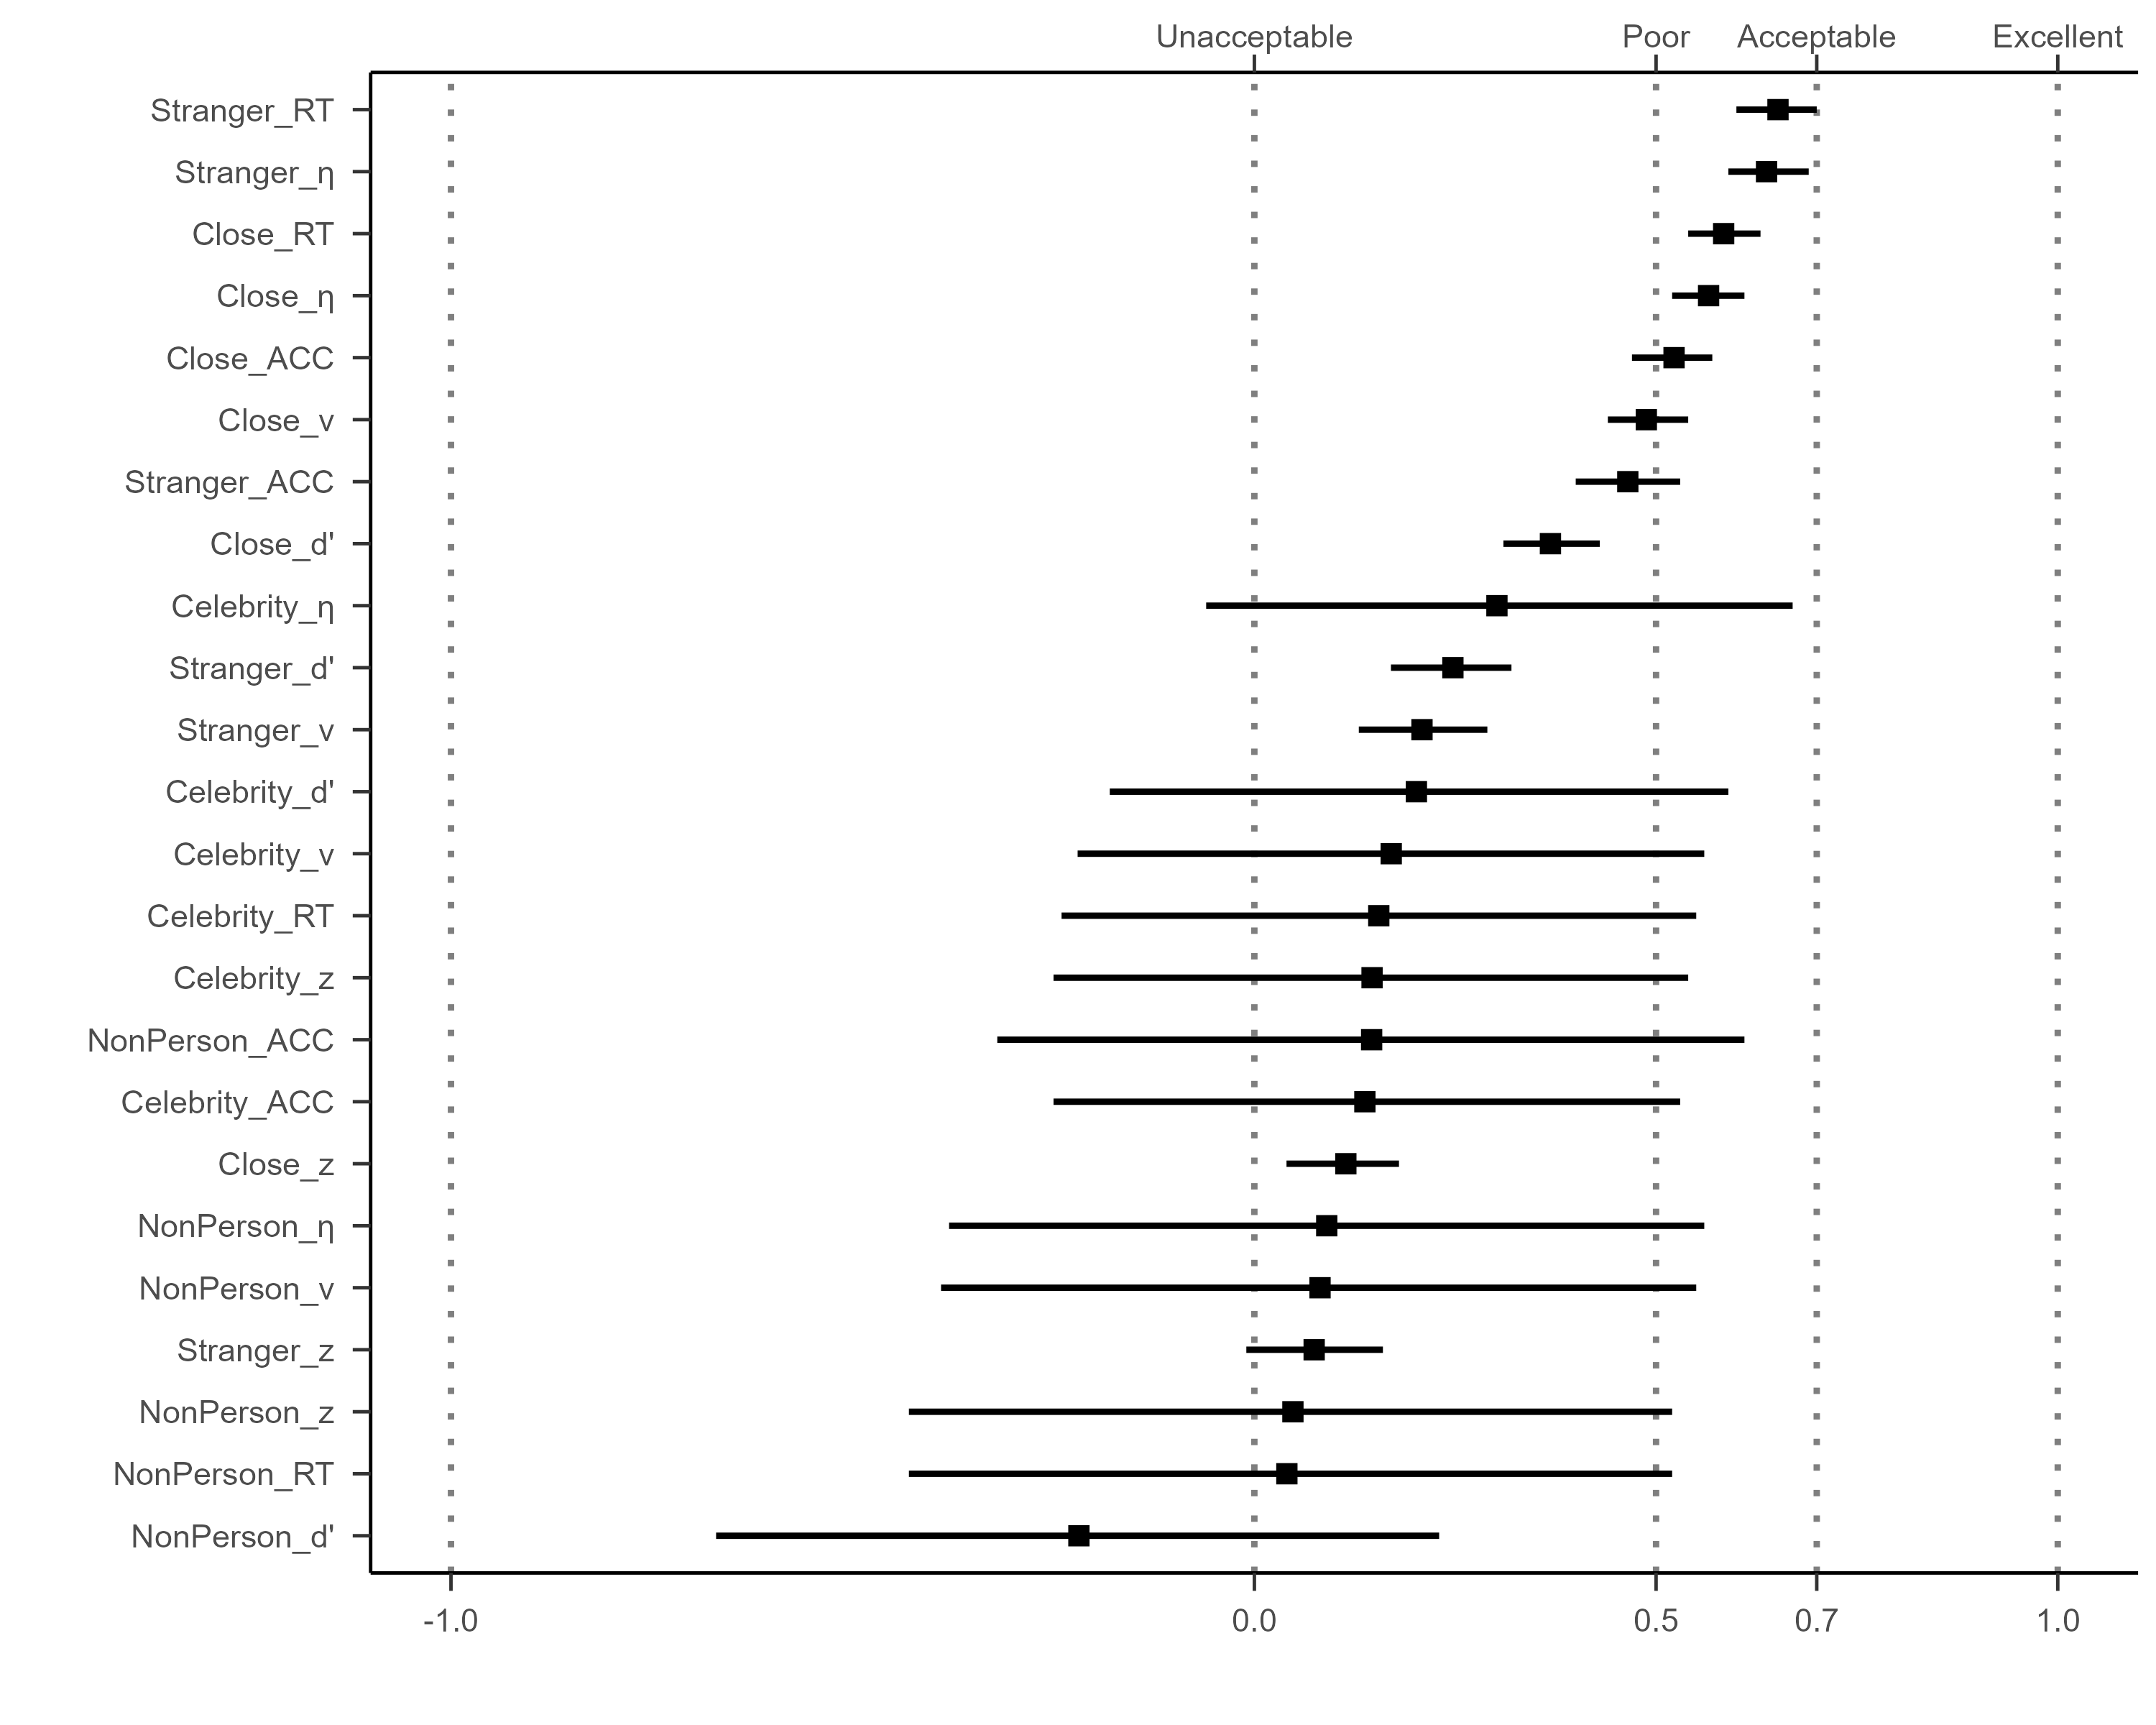 Unacceptable Poor Acceptable Excellent
Stranger_RT
Stranger_η
Close_RT
Close_η
Close_ACC
Close_v
Stranger_ACC
Close_d'
Celebrity_η
Stranger_d'
Stranger_v
Celebrity_d'
Celebrity_v
Celebrity_RT
Celebrity_z
NonPerson_ACC
Celebrity_ACC
Close_z
NonPerson_η
NonPerson_v
Stranger_z
NonPerson_z
NonPerson_RT
NonPerson_d'
-1.0 0.0 0.5 0.7 1.0